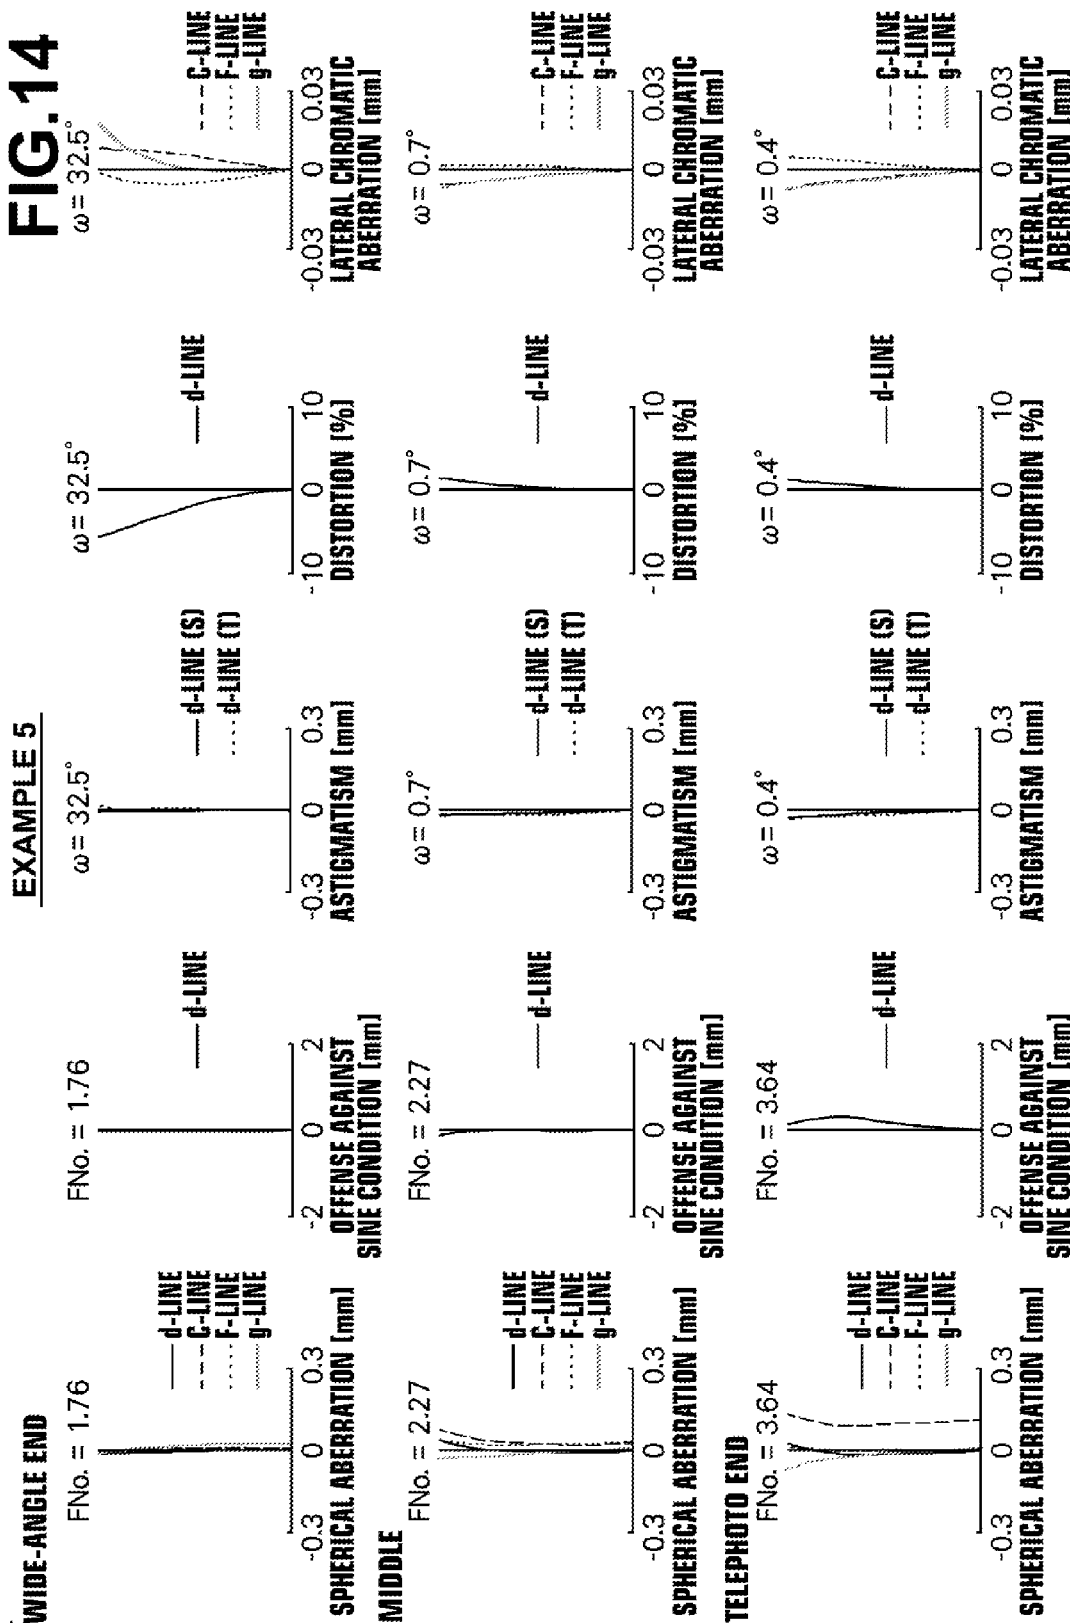 FIG.14
EXAMPLE 5
WIDE-ANGLE END
FNo. = 1.76
d-LINE
C-LINE
F-LINE
g-LINE
-0.3 0 0.3
SPHERICAL ABERRATION [mm]
FNo. = 1.76
d-LINE
-2 0 2
OFFENSE AGAINST
SINE CONDITION [mm]
ω= 32.5°
d-LINE (S)
d-LINE (T)
-0.3 0 0.3
ASTIGMATISM [mm]
ω= 32.5°
d-LINE
-10 0 10
DISTORTION [%]
ω= 32.5°
C-LINE
F-LINE
g-LINE
-0.03 0 0.03
LATERAL CHROMATIC
ABERRATION [mm]
MIDDLE
FNo. = 2.27
d-LINE
C-LINE
F-LINE
g-LINE
-0.3 0 0.3
SPHERICAL ABERRATION [mm]
FNo. = 2.27
d-LINE
-2 0 2
OFFENSE AGAINST
SINE CONDITION [mm]
ω= 0.7°
d-LINE (S)
d-LINE (T)
-0.3 0 0.3
ASTIGMATISM [mm]
ω= 0.7°
d-LINE
-10 0 10
DISTORTION [%]
ω= 0.7°
C-LINE
F-LINE
g-LINE
-0.03 0 0.03
LATERAL CHROMATIC
ABERRATION [mm]
TELEPHOTO END
FNo. = 3.64
d-LINE
C-LINE
F-LINE
g-LINE
-0.3 0 0.3
SPHERICAL ABERRATION [mm]
FNo. = 3.64
d-LINE
-2 0 2
OFFENSE AGAINST
SINE CONDITION [mm]
ω= 0.4°
d-LINE (S)
d-LINE (T)
-0.3 0 0.3
ASTIGMATISM [mm]
ω= 0.4°
d-LINE
-10 0 10
DISTORTION [%]
ω= 0.4°
C-LINE
F-LINE
g-LINE
-0.03 0 0.03
LATERAL CHROMATIC
ABERRATION [mm]